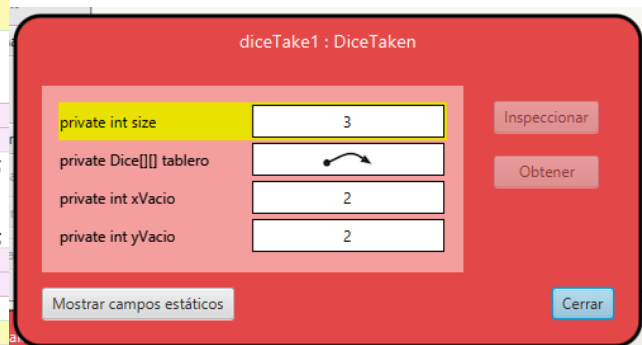 diceTake1 : DiceTaken
private int size 3
Inspeccionar
private Dice[][] tablero
Obtener
private int xVacio 2
private int yVacio 2
Mostrar campos estáticos
Cerrar